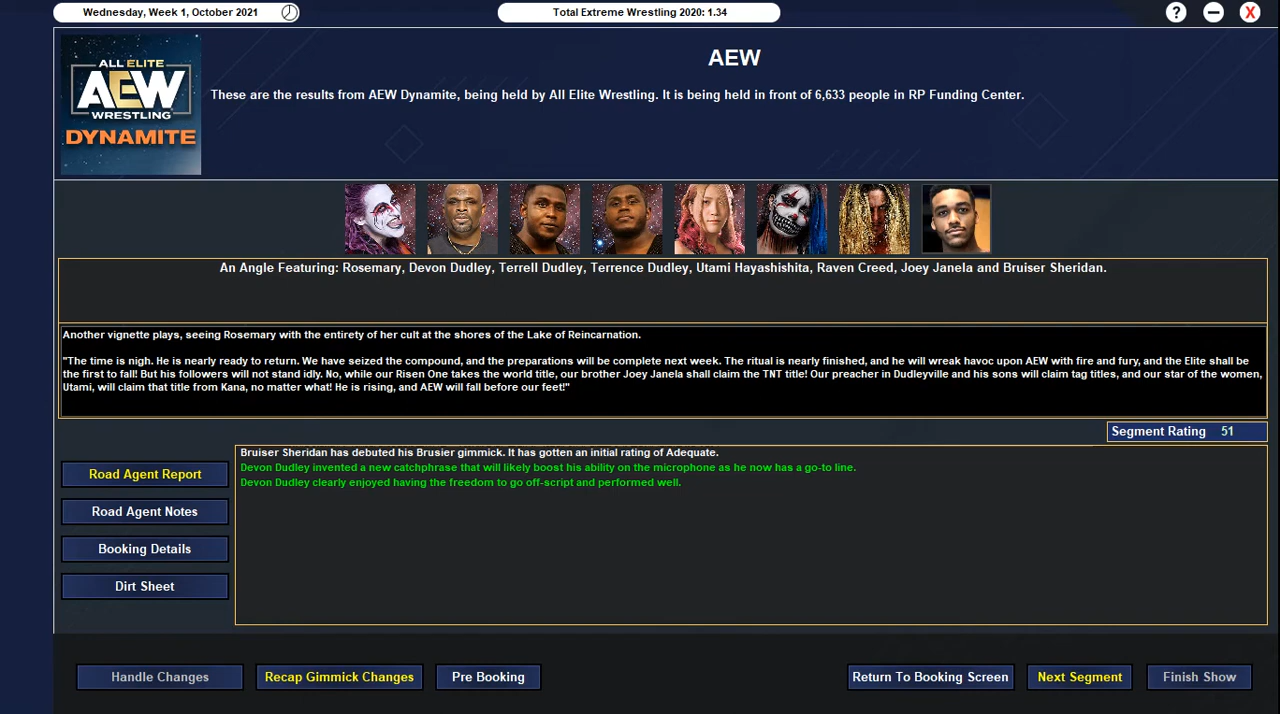 Wednesday, Week 1, October 2021
Total Extreme Wrestling 2020: 1.34
?
X
ALL ELITE
AEW
WRESTLING
DYNAMITE
AEW
These are the results from AEW Dynamite, being held by All Elite Wrestling. It is being held in front of 6,633 people in RP Funding Center.
An Angle Featuring: Rosemary, Devon Dudley, Terrell Dudley, Terrence Dudley, Utami Hayashishita, Raven Creed, Joey Janela and Bruiser Sheridan.
Another vignette plays, seeing Rosemary with the entirety of her cult at the shores of the Lake of Reincarnation.
"The time is nigh. He is nearly ready to return. We have seized the compound, and the preparations will be complete next week. The ritual is nearly finished, and he will wreak havoc upon AEW with fire and fury, and the Elite shall be
the first to fall! But his followers will not stand idly. No, while our Risen One takes the world title, our brother Joey Janela shall claim the TNT title! Our preacher in Dudleyville and his sons will claim tag titles, and our star of the women,
Utami, will claim that title from Kana, no matter what! He is rising, and AEW will fall before our feet!"
Segment Rating 51
Bruiser Sheridan has debuted his Brusier gimmick. It has gotten an initial rating of Adequate.
Devon Dudley invented a new catchphrase that will likely boost his ability on the microphone as he now has a go-to line.
Devon Dudley clearly enjoyed having the freedom to go off-script and performed well.
Road Agent Report
Road Agent Notes
Booking Details
Dirt Sheet
Handle Changes
Recap Gimmick Changes
Pre Booking
Return To Booking Screen
Next Segment
Finish Show